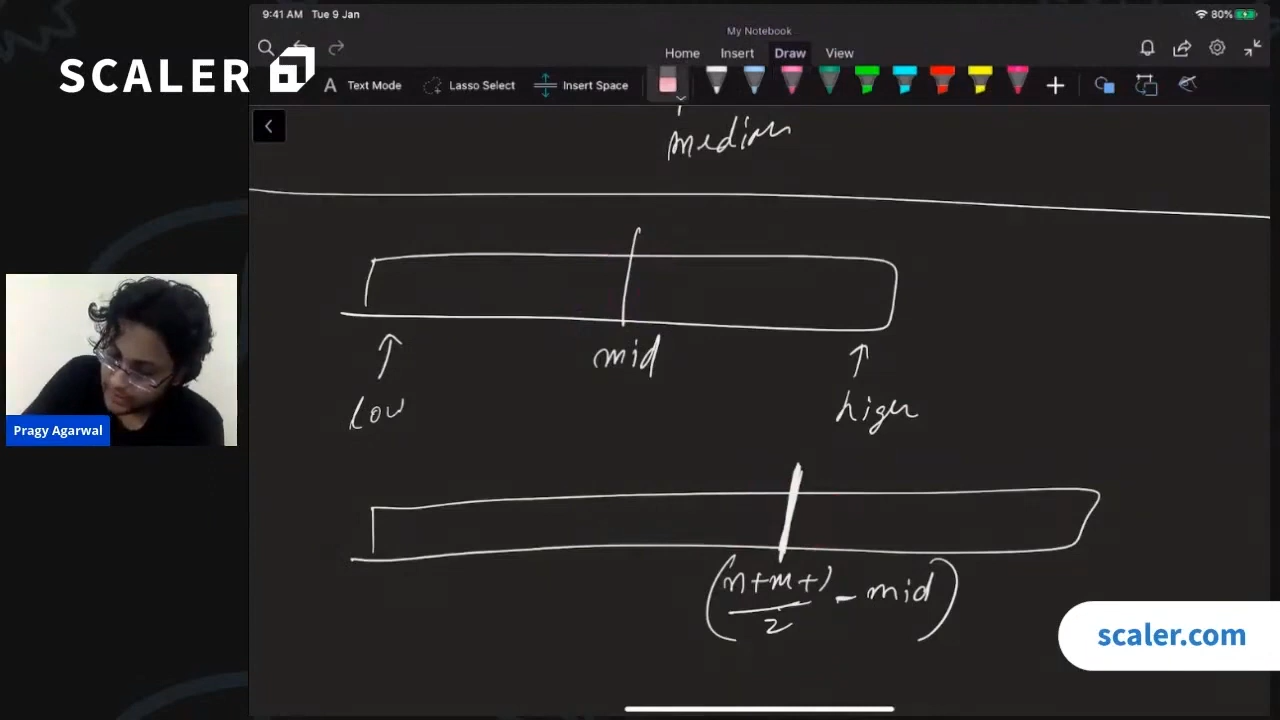 9:41 AM Tue 9 Jan
80%
My Notebook
SCALER
Home Insert Draw View
A Text Mode Lasso Select Insert Space
median
mid
low
higer
Pragy Agarwal
(n+m+1
2
- mid)
scaler.com